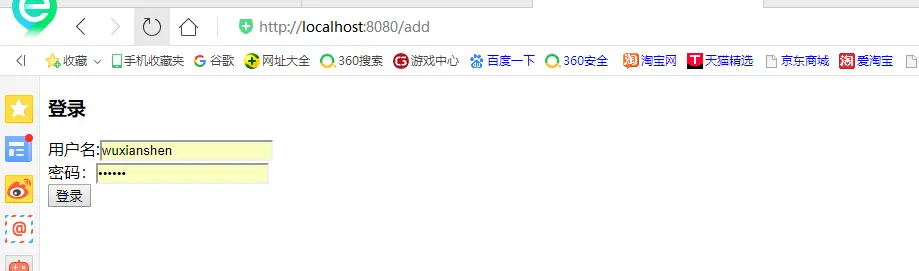 http://localhost:8080/add
收藏 手机收藏夹 谷歌 网址大全 360搜索 游戏中心 百度一下 360安全 淘宝网 天猫精选 京东商城 爱淘宝
登录
用户名:wuxianshen
密码：••••••
登录